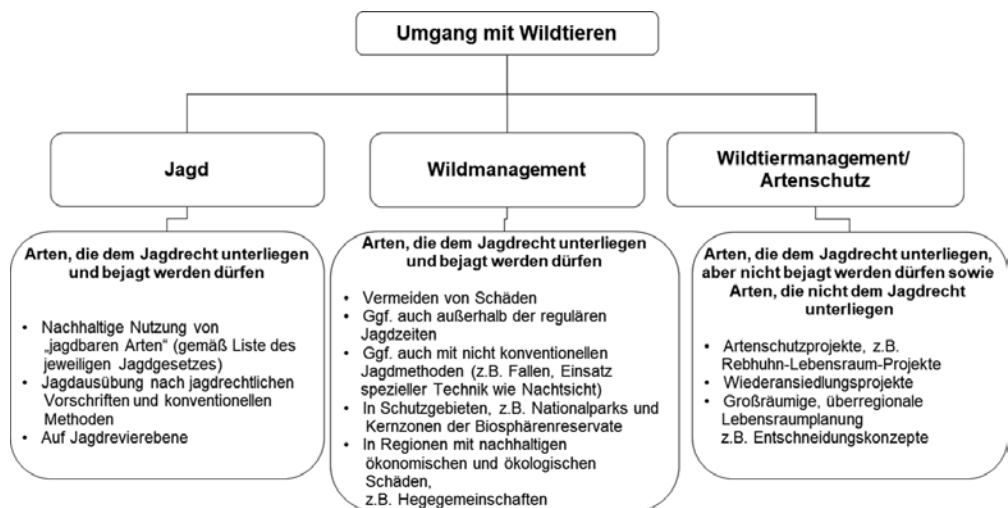 Umgang mit Wildtieren
Jagd
Arten, die dem Jagdrecht unterliegen
und bejagt werden dürfen
• Nachhaltige Nutzung von
„jagdbaren Arten“ (gemäß Liste des
jeweiligen Jagdgesetzes)
• Jagdausübung nach jagdrechtlichen
Vorschriften und konventionellen
Methoden
• Auf Jagdrevierebene
Wildmanagement
Arten, die dem Jagdrecht unterliegen
und bejagt werden dürfen
• Vermeiden von Schäden
• Ggf. auch außerhalb der regulären
Jagdzeiten
• Ggf. auch mit nicht konventionellen
Jagdmethoden (z.B. Fallen, Einsatz
spezieller Technik wie Nachtsicht)
• In Schutzgebieten, z.B. Nationalparks und
Kernzonen der Biosphärenreservate
• In Regionen mit nachhaltigen
ökonomischen und ökologischen
Schäden,
z.B. Hegegemeinschaften
Wildtiermanagement/
Artenschutz
Arten, die dem Jagdrecht unterliegen,
aber nicht bejagt werden dürfen sowie
Arten, die nicht dem Jagdrecht
unterliegen
• Artenschutzprojekte, z.B.
Rebhuhn-Lebensraum-Projekte
• Wiederansiedlungsprojekte
• Großräumige, überregionale
Lebensraumplanung
z.B. Entschneidungskonzepte